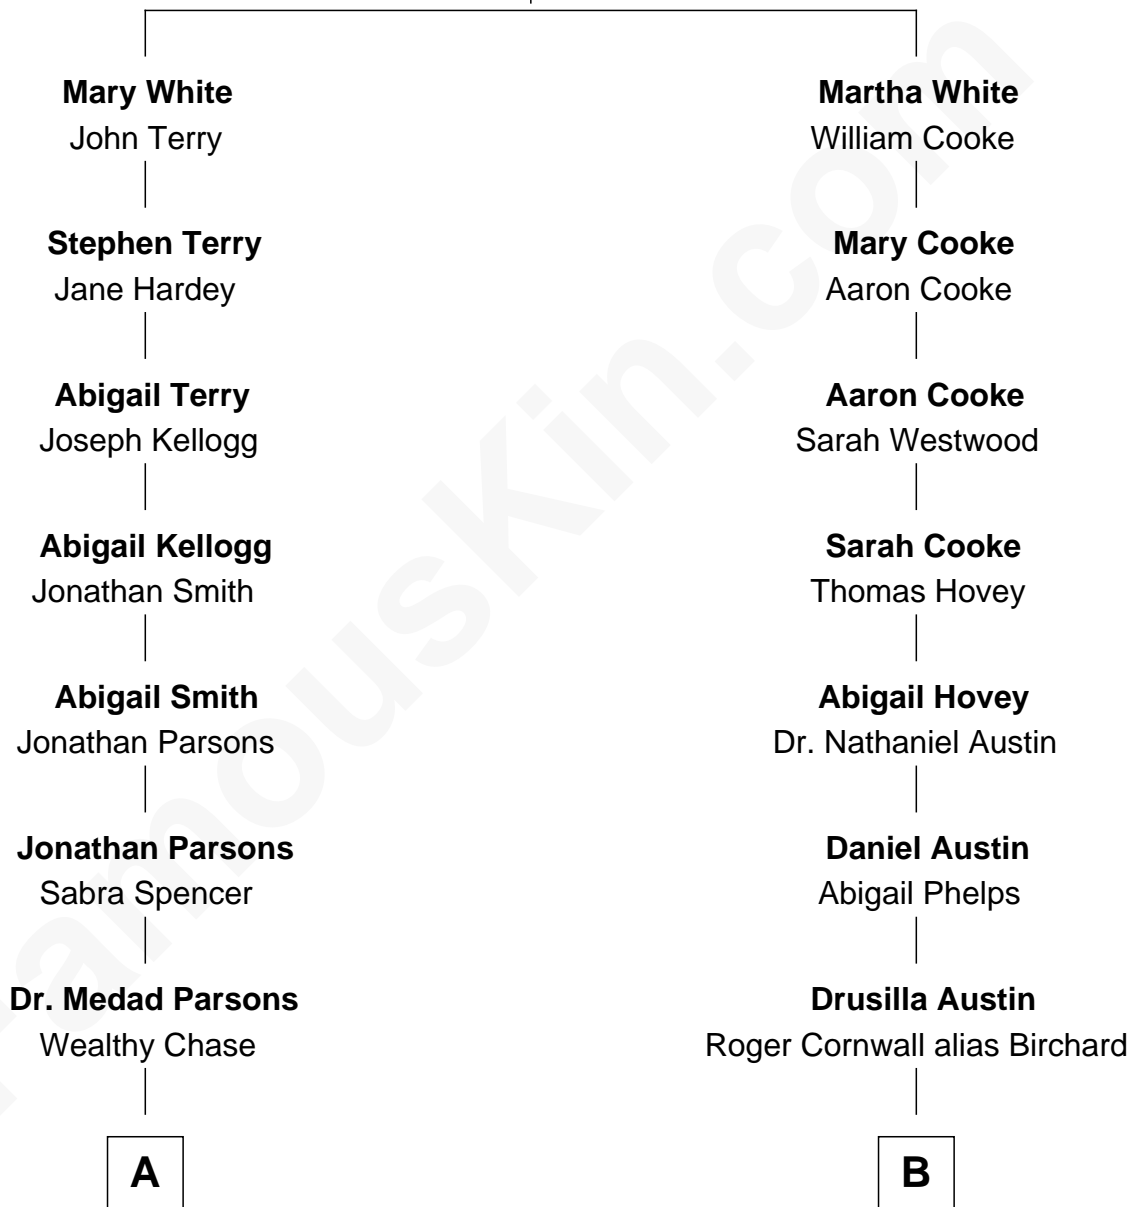 Mary White
John Terry
Stephen Terry
Jane Hardey
Abigail Terry
Joseph Kellogg
Abigail Kellogg
Jonathan Smith
Abigail Smith
Jonathan Parsons
Jonathan Parsons
Sabra Spencer
Dr. Medad Parsons
Wealthy Chase
A
Martha White
William Cooke
Mary Cooke
Aaron Cooke
Aaron Cooke
Sarah Westwood
Sarah Cooke
Thomas Hovey
Abigail Hovey
Dr. Nathaniel Austin
Daniel Austin
Abigail Phelps
Drusilla Austin
Roger Cornwall alias Birchard
B
FamousKin.com